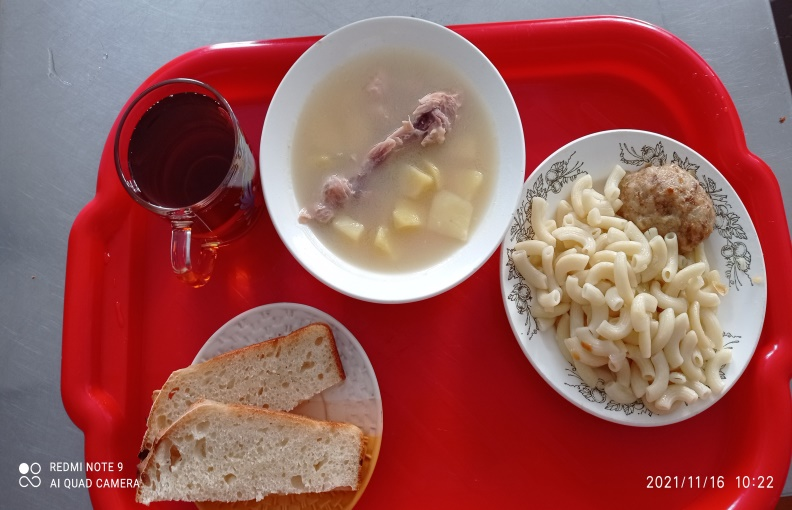 REDMI NOTE 9
AI QUAD CAMERA
2021/11/16 10:22